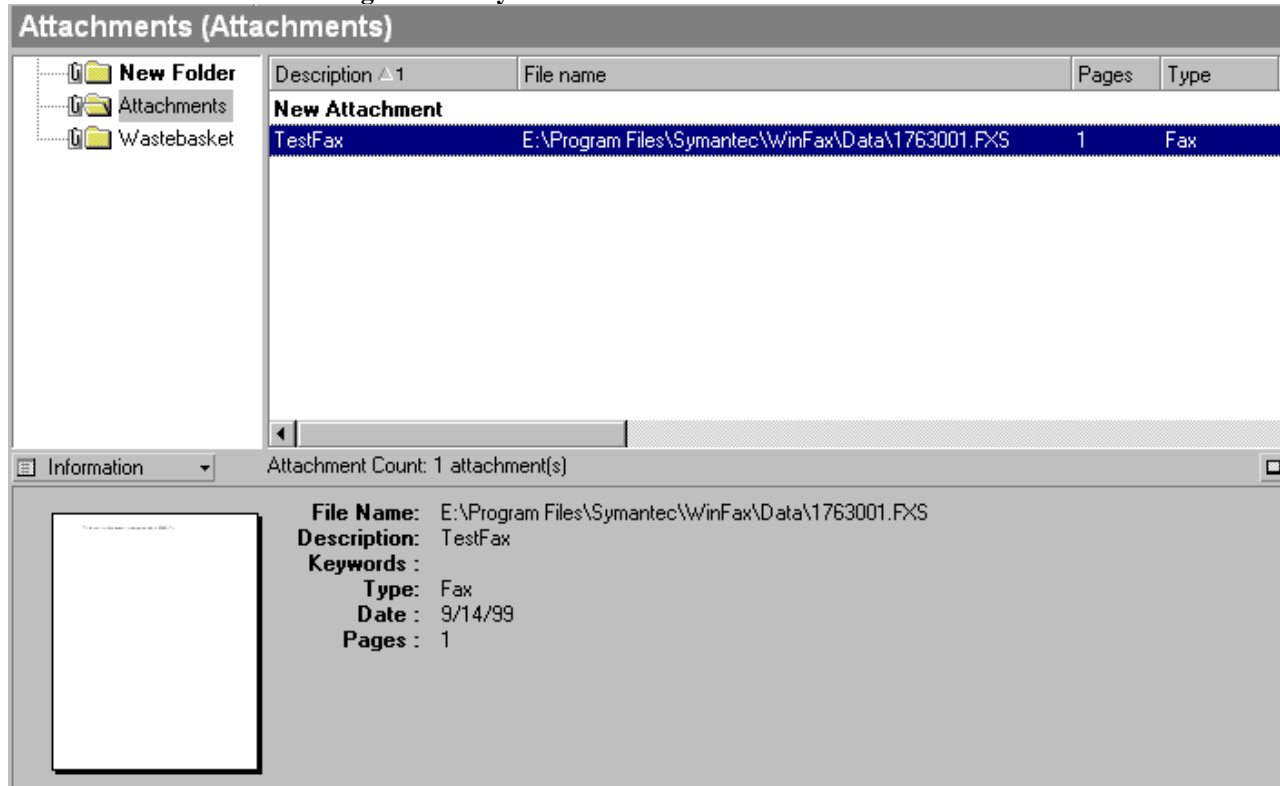 Attachments (Attachments)
New Folder
Attachments
Wastebasket
Description 1 File name Pages Type
New Attachment
TestFax E:\Program Files\Symantec\WinFax\Data\1763001.FXS 1 Fax
Information Attachment Count: 1 attachment(s)
File Name: E:\Program Files\Symantec\WinFax\Data\1763001.FXS
Description: TestFax
Keywords :
Type: Fax
Date : 9/14/99
Pages : 1